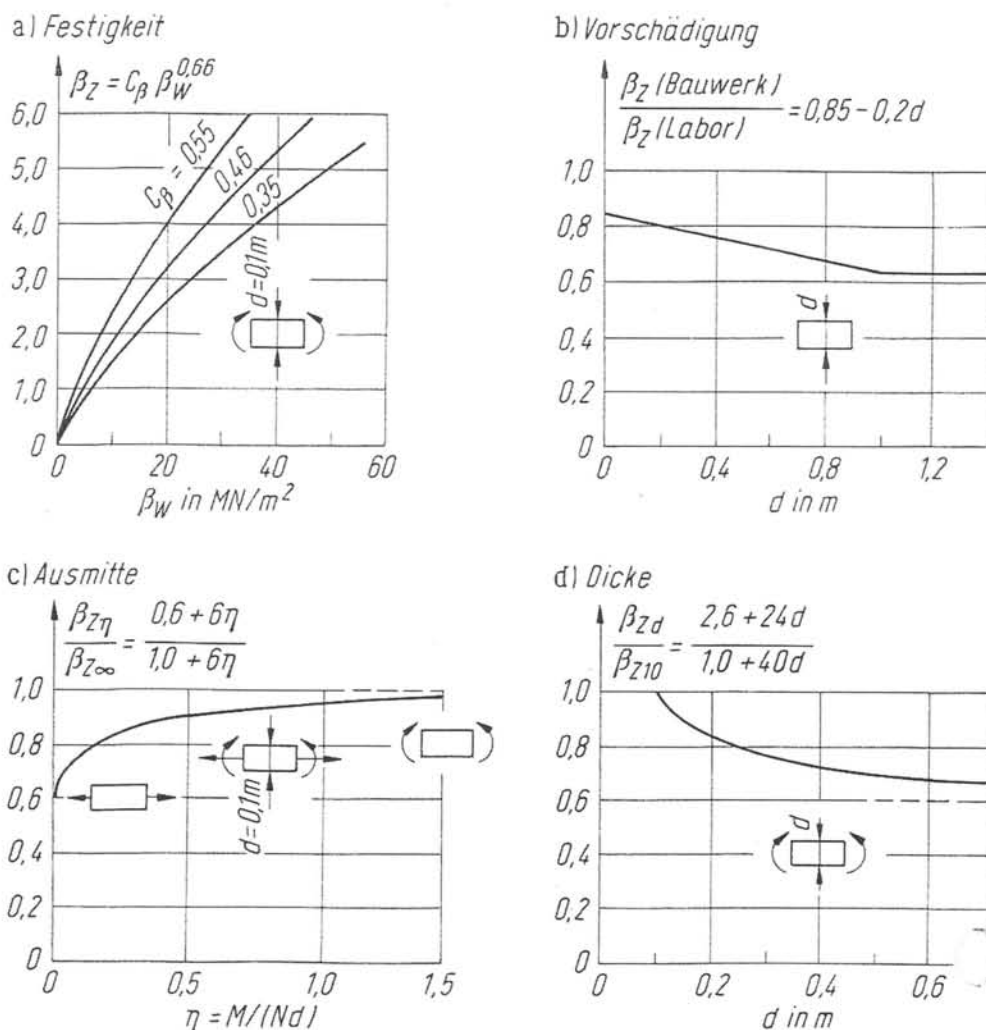 a) Festigkeit
β_Z = C_β β_W^0,66
6,0
5,0
4,0
3,0
2,0
1,0
0
C_β = 0,55
0,46
0,35
d=0,1m
0
20
40
60
β_W in MN/m²
b) Vorschädigung
β_Z (Bauwerk) / β_Z (Labor) = 0,85 – 0,2d
1,0
0,8
0,6
0,4
0,2
0
d
0
0,4
0,8
1,2
d in m
c) Ausmitte
β_Zη / β_Z∞ = 0,6 + 6η / 1,0 + 6η
1,0
0,8
0,6
0,4
0,2
0
d=0,1m
0
0,5
1,0
1,5
η = M/(Nd)
d) Dicke
β_Zd / β_Z10 = 2,6 + 24d / 1,0 + 40d
1,0
0,8
0,6
0,4
0,2
0
d
0
0,2
0,4
0,6
d in m